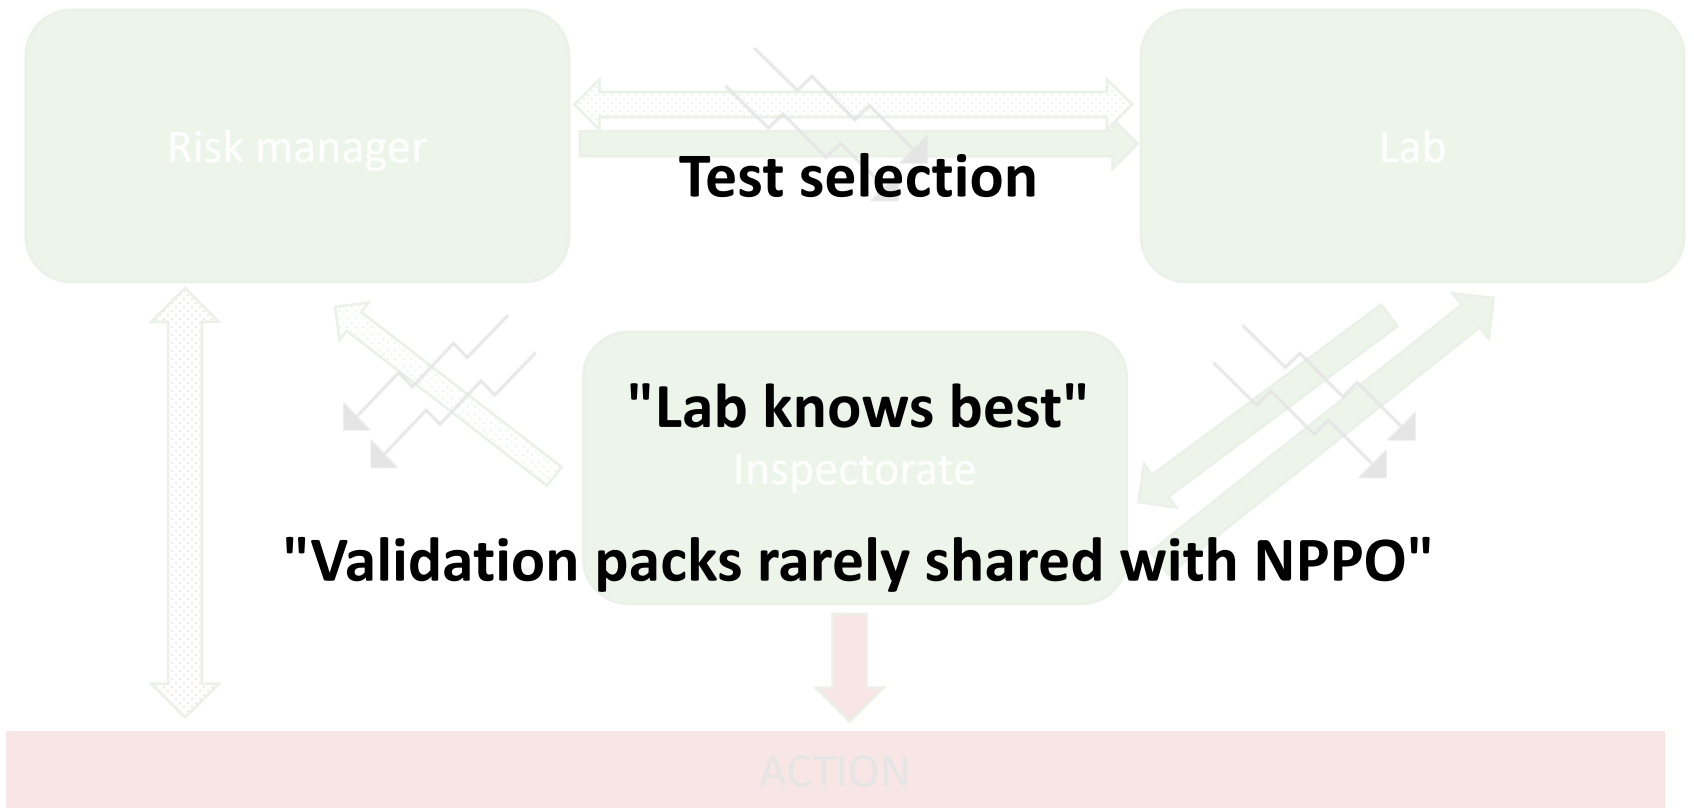 Risk manager
Lab
Test selection
"Lab knows best"
Inspectorate
"Validation packs rarely shared with NPPO"
ACTION